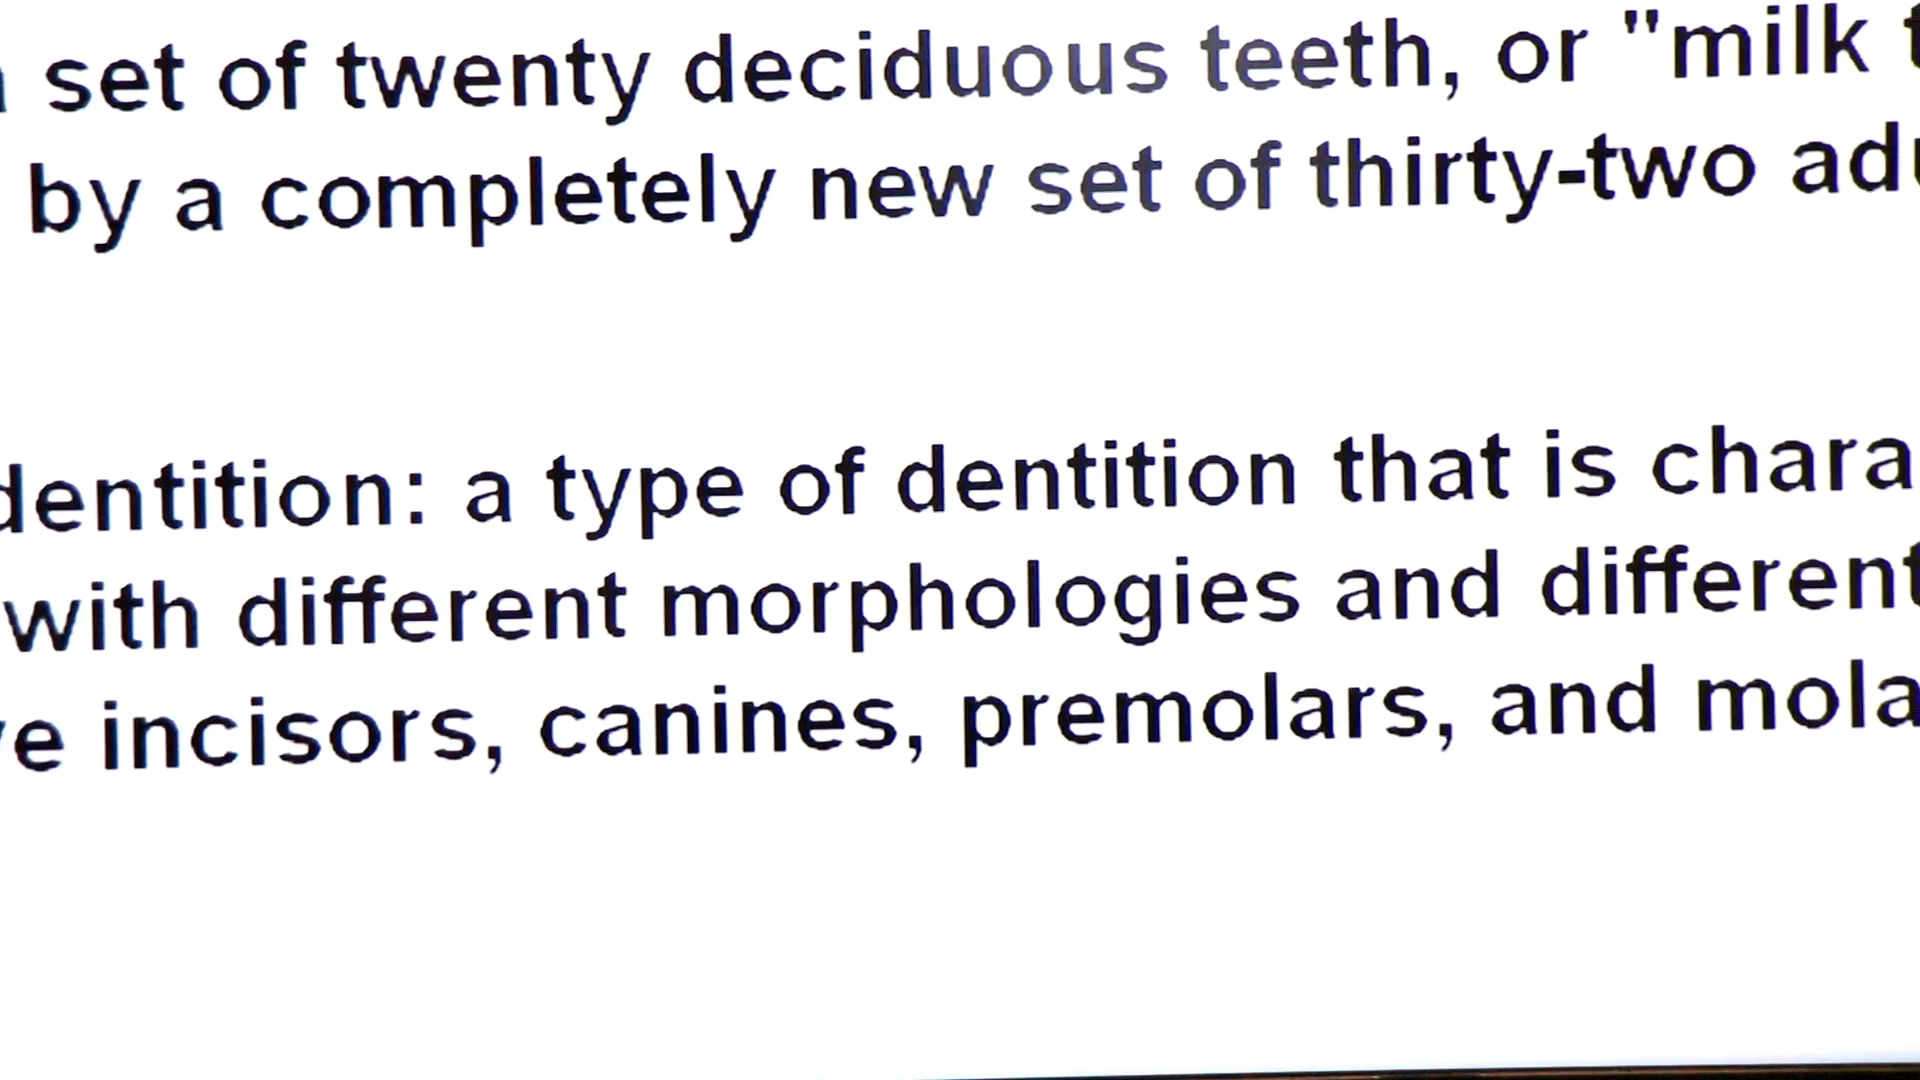 set of twenty deciduous teeth, or "milk
by a completely new set of thirty-two
dentition: a type of dentition that is
with different morphologies and different
incisors, canines, premolars, and